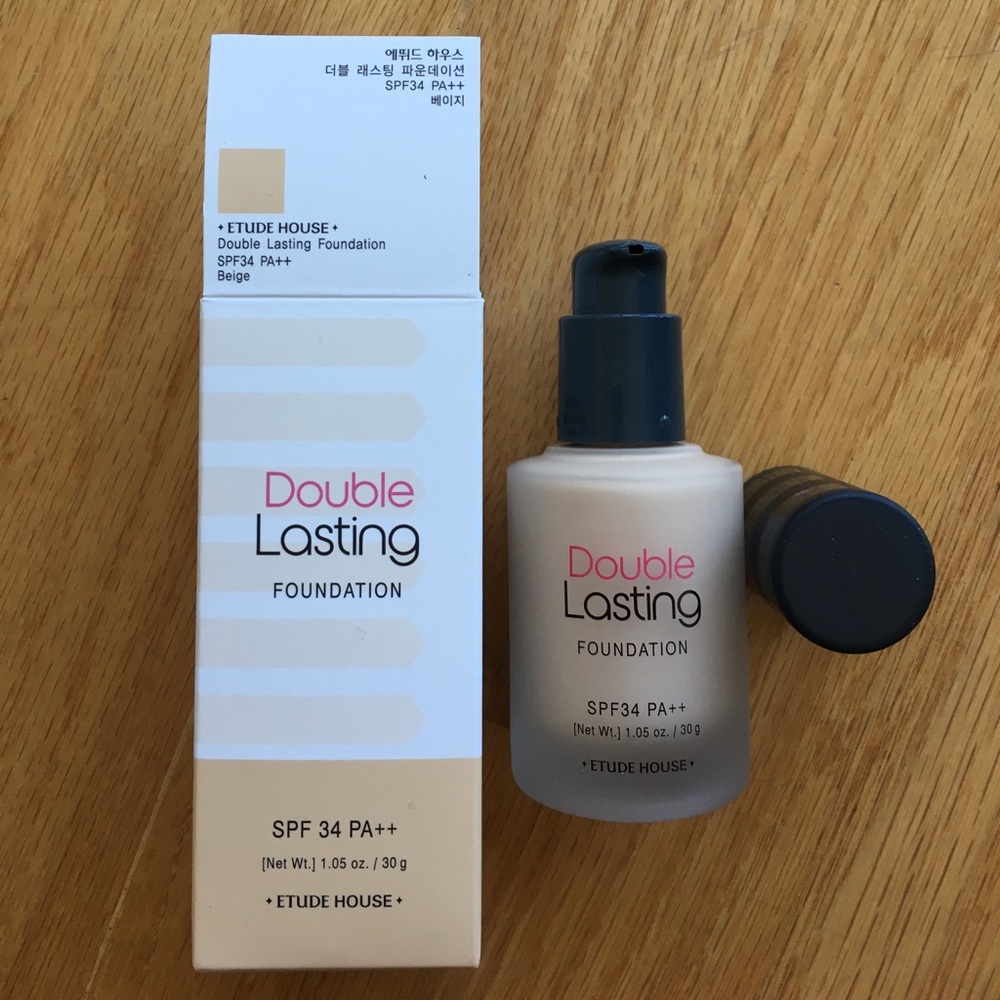 에뛰드 하우스
더블 래스팅 파운데이션
SPF34 PA++
베이지
ETUDE HOUSE
Double Lasting Foundation
SPF34 PA++
Beige
Double
Lasting
FOUNDATION
SPF 34 PA++
[Net Wt.] 1.05 oz. / 30 g
ETUDE HOUSE
Double
Lasting
FOUNDATION
SPF34 PA++
[Net Wt.] 1.05 oz. / 30 g
ETUDE HOUSE